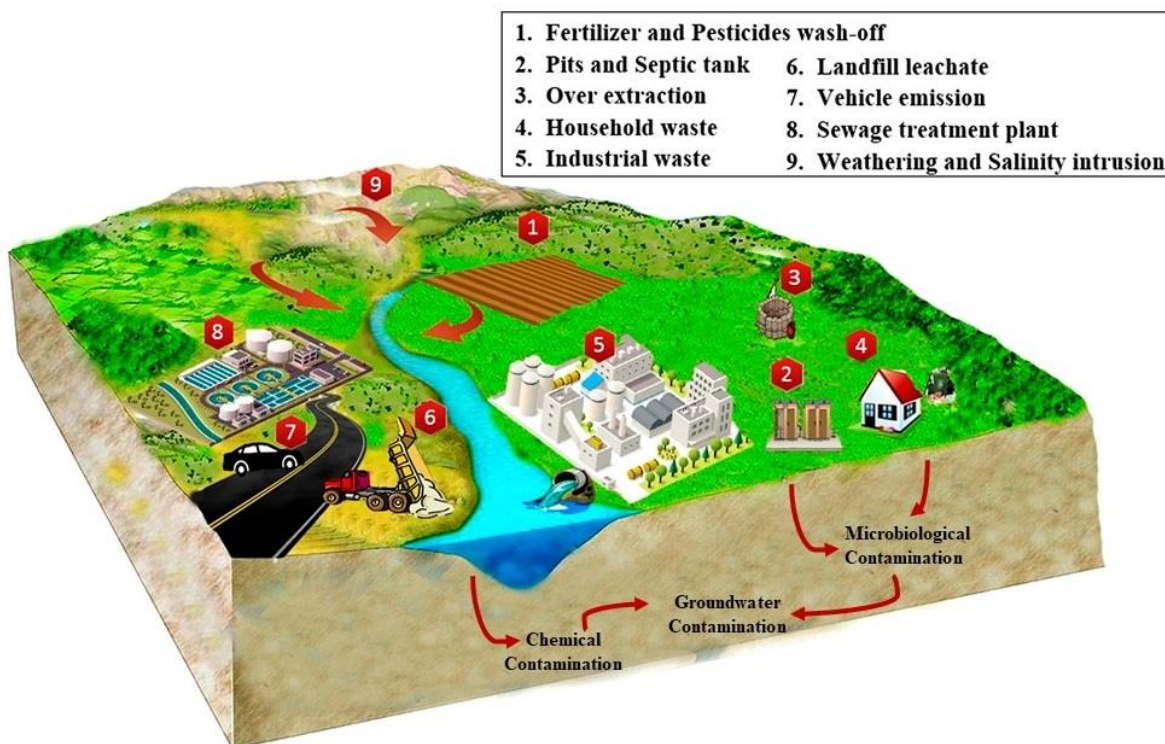 1. Fertilizer and Pesticides wash-off
2. Pits and Septic tank
3. Over extraction
4. Household waste
5. Industrial waste
6. Landfill leachate
7. Vehicle emission
8. Sewage treatment plant
9. Weathering and Salinity intrusion
9
1
3
8
5
4
2
6
7
Microbiological
Contamination
Groundwater
Contamination
Chemical
Contamination